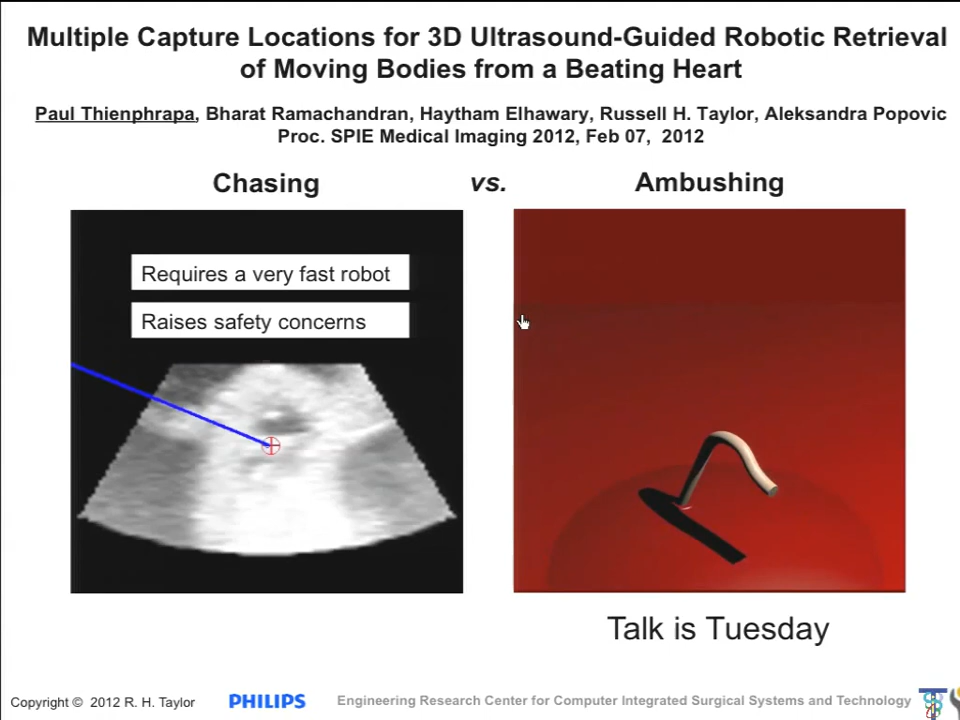 Multiple Capture Locations for 3D Ultrasound-Guided Robotic Retrieval
of Moving Bodies from a Beating Heart
Paul Thienphrapa, Bharat Ramachandran, Haytham Elhawary, Russell H. Taylor, Aleksandra Popovic
Proc. SPIE Medical Imaging 2012, Feb 07, 2012
Chasing vs. Ambushing
Requires a very fast robot
Raises safety concerns
Talk is Tuesday
Copyright © 2012 R. H. Taylor PHILIPS Engineering Research Center for Computer Integrated Surgical Systems and Technology